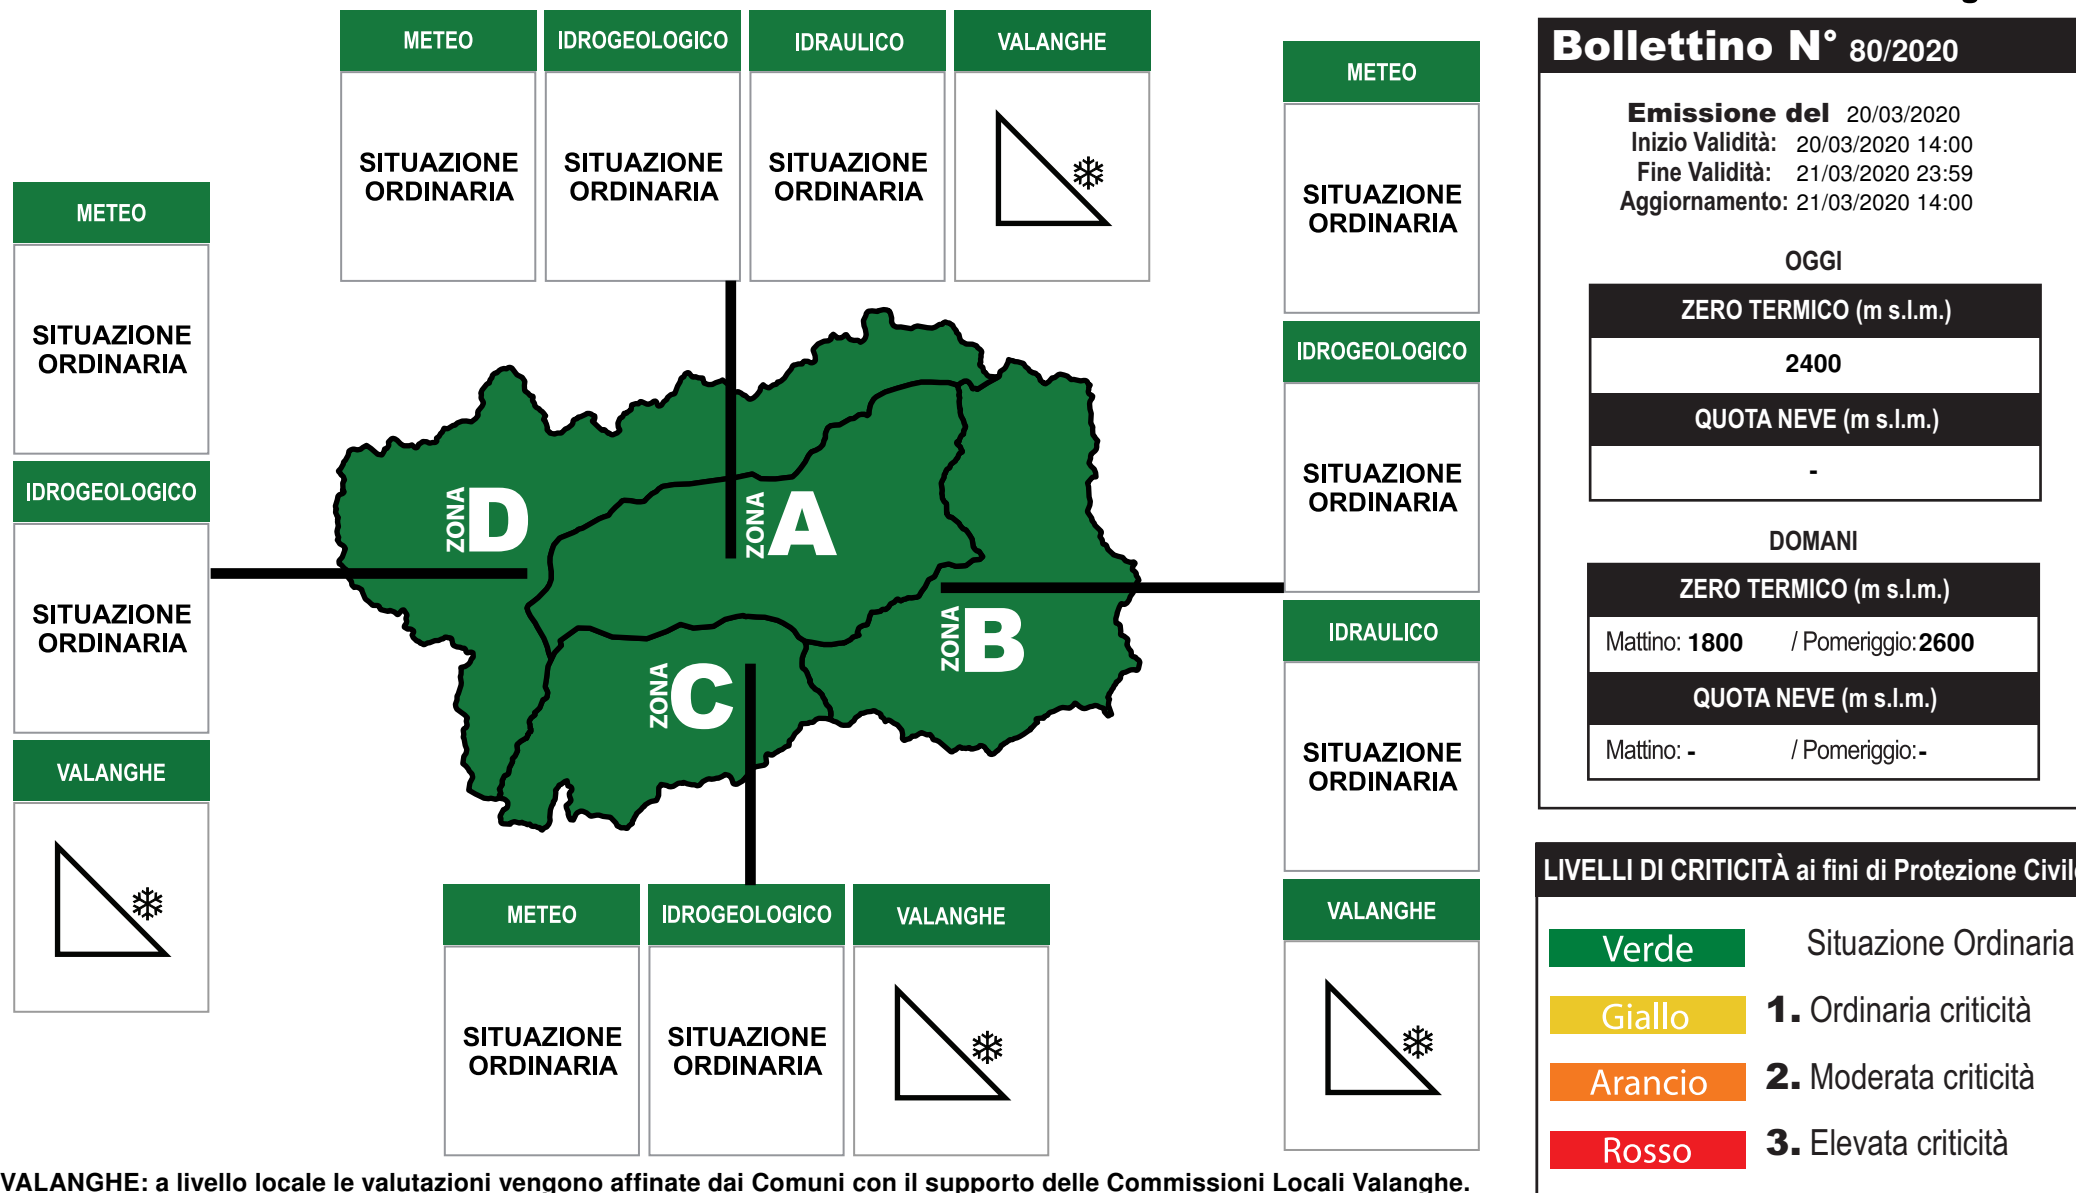 METEO
IDROGEOLOGICO
IDRAULICO
VALANGHE
SITUAZIONE
ORDINARIA
SITUAZIONE
ORDINARIA
SITUAZIONE
ORDINARIA
METEO
SITUAZIONE
ORDINARIA
IDROGEOLOGICO
SITUAZIONE
ORDINARIA
VALANGHE
ZONA D
ZONA A
ZONA B
ZONA C
METEO
SITUAZIONE
ORDINARIA
IDROGEOLOGICO
SITUAZIONE
ORDINARIA
IDRAULICO
SITUAZIONE
ORDINARIA
VALANGHE
METEO
IDROGEOLOGICO
VALANGHE
SITUAZIONE
ORDINARIA
SITUAZIONE
ORDINARIA
VALANGHE: a livello locale le valutazioni vengono affinate dai Comuni con il supporto delle Commissioni Locali Valanghe.
Bollettino N° 80/2020
Emissione del 20/03/2020
Inizio Validità: 20/03/2020 14:00
Fine Validità: 21/03/2020 23:59
Aggiornamento: 21/03/2020 14:00
OGGI
ZERO TERMICO (m s.l.m.)
2400
QUOTA NEVE (m s.l.m.)
-
DOMANI
ZERO TERMICO (m s.l.m.)
Mattino: 1800 / Pomeriggio: 2600
QUOTA NEVE (m s.l.m.)
Mattino: - / Pomeriggio: -
LIVELLI DI CRITICITÀ ai fini di Protezione Civile
Verde Situazione Ordinaria
Giallo 1. Ordinaria criticità
Arancio 2. Moderata criticità
Rosso 3. Elevata criticità